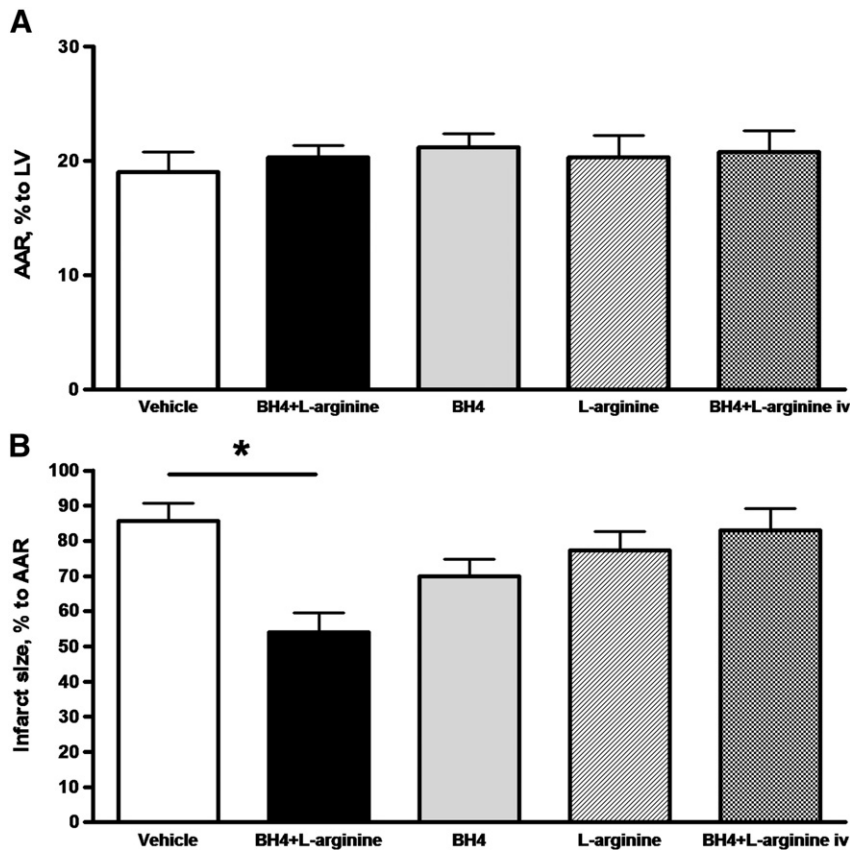 A
30
20
10
0
AAR, % to LV
Vehicle
BH4+L-arginine
BH4
L-arginine
BH4+L-arginine iv
B
*
100
90
80
70
60
50
40
30
20
10
0
Infarct size, % to AAR
Vehicle
BH4+L-arginine
BH4
L-arginine
BH4+L-arginine iv